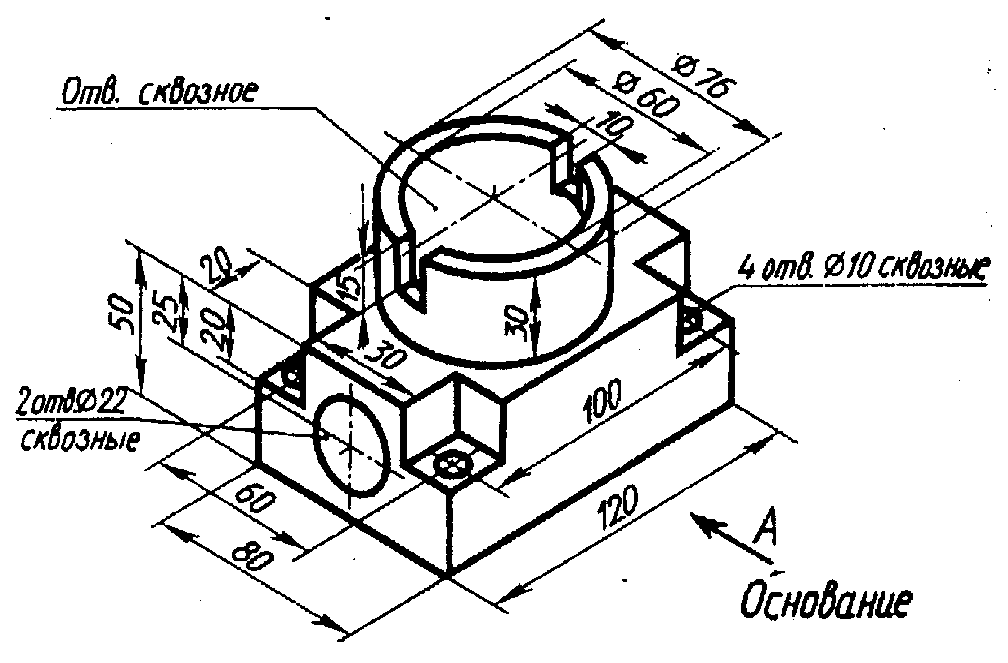 Отв. сквозное
Ø76
Ø60
10
20
15
50
25
20
30
30
4 отв. Ø10 сквозные
2отвØ22
сквозные
100
60
120
80
А
Основание